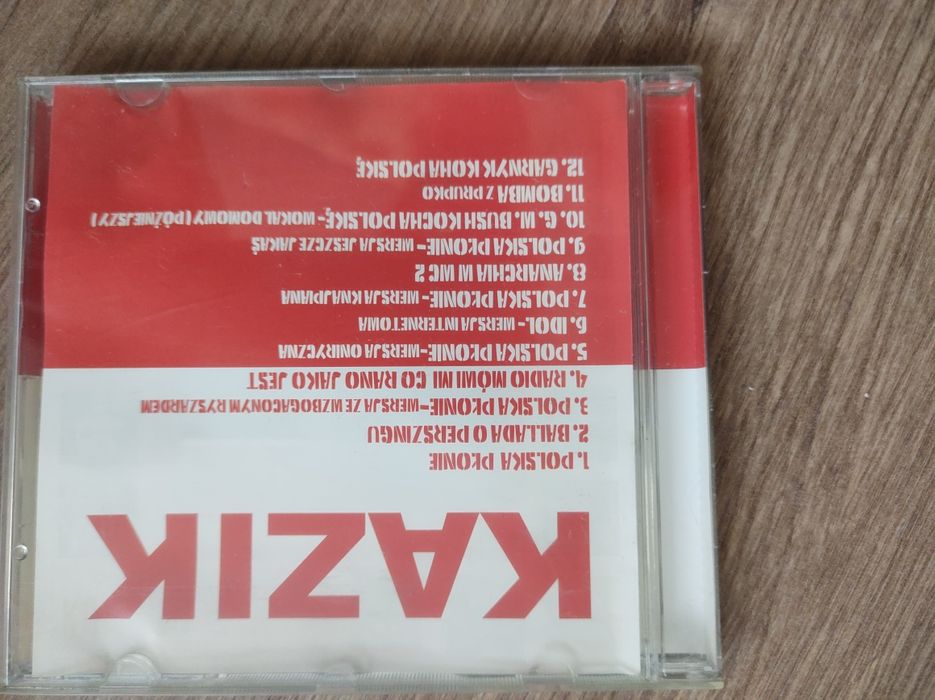 KAZIK
1. POLSKA PŁONIE
2. BALLADA O PERSZINGU
3. POLSKA PŁONIE-WERSJA ZE WZBOGACONYM RYSZARDEM
4. RADIO MÓWI MI CO RANO JAKO JEST
5. POLSKA PŁONIE-WERSJA ONIRYCZNA
6. IDOL-WERSJA INTERNETOWA
7. POLSKA PŁONIE-WERSJA KNAJPIANA
8. ANARCHIA W WC 2
9. POLSKA PŁONIE-WERSJA JESZCZE JAKAŚ
10. G. W. BUSH KOCHA POLSKĘ-WOKAL DOMOWY ( PÓŹNIEJSZY )
11. BOMBA Z PRUDKO
12. GARNYK KOHA POLSKĘ